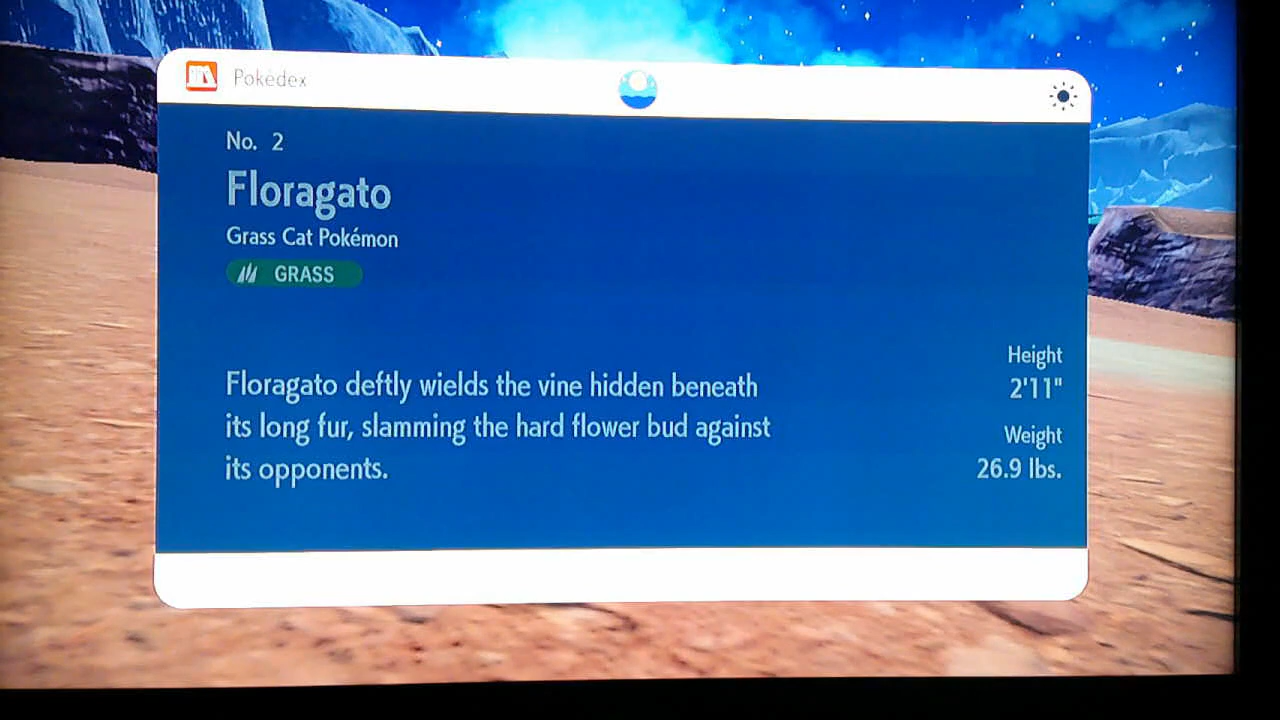 Pokédex
No. 2
Floragato
Grass Cat Pokémon
GRASS
Floragato deftly wields the vine hidden beneath
its long fur, slamming the hard flower bud against
its opponents.
Height
2'11"
Weight
26.9 lbs.